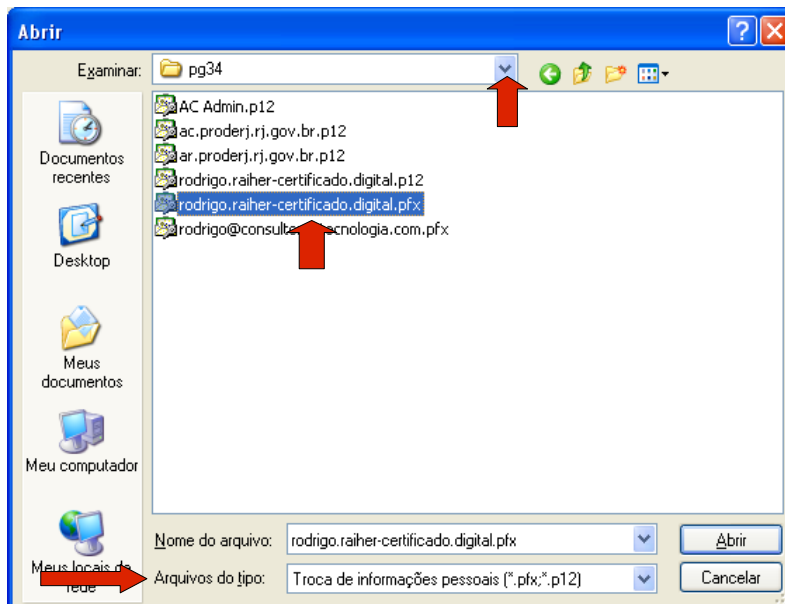 Abrir
Examinar:
pg34
Documentos
recentes
Desktop
Meus
documentos
Meu computador
Meus locais de
rede
AC Admin.p12
ac.proderj.rj.gov.br.p12
ar.proderj.rj.gov.br.p12
rodrigo.raiher-certificado.digital.p12
rodrigo.raiher-certificado.digital.pfx
rodrigo@consult ecnologia.com.pfx
Nome do arquivo:
rodrigo.raiher-certificado.digital.pfx
Abrir
Arquivos do tipo:
Troca de informações pessoais (*.pfx;*.p12)
Cancelar